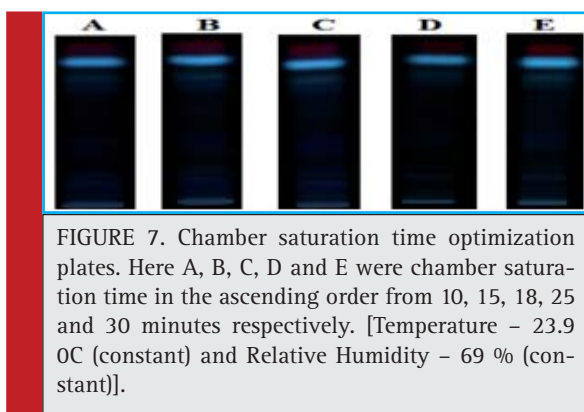 A B C D E
FIGURE 7. Chamber saturation time optimization
plates. Here A, B, C, D and E were chamber satura-
tion time in the ascending order from 10, 15, 18, 25
and 30 minutes respectively. [Temperature – 23.9
0C (constant) and Relative Humidity – 69 % (con-
stant)].